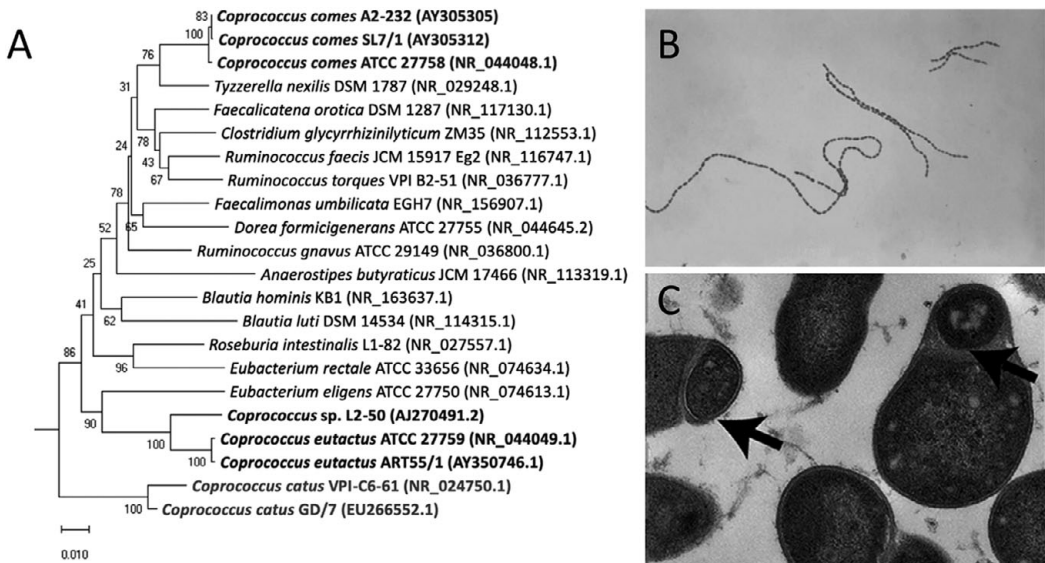 A
83
Coprococcus comes A2-232 (AY305305)
100
Coprococcus comes SL7/1 (AY305312)
76
Coprococcus comes ATCC 27758 (NR_044048.1)
31
Tyzzerella nexilis DSM 1787 (NR_029248.1)
Faecalicatena orotica DSM 1287 (NR_117130.1)
78
Clostridium glycyrrhizinilyticum ZM35 (NR_112553.1)
24
43
Ruminococcus faecis JCM 15917 Eg2 (NR_116747.1)
67
Ruminococcus torques VPI B2-51 (NR_036777.1)
78
Faecalimonas umbilicata EGH7 (NR_156907.1)
65
Dorea formicigenerans ATCC 27755 (NR_044645.2)
52
Ruminococcus gnavus ATCC 29149 (NR_036800.1)
25
Anaerostipes butyraticus JCM 17466 (NR_113319.1)
41
Blautia hominis KB1 (NR_163637.1)
62
Blautia luti DSM 14534 (NR_114315.1)
86
Roseburia intestinalis L1-82 (NR_027557.1)
96
Eubacterium rectale ATCC 33656 (NR_074634.1)
Eubacterium eligens ATCC 27750 (NR_074613.1)
90
Coprococcus sp. L2-50 (AJ270491.2)
100
Coprococcus eutactus ATCC 27759 (NR_044049.1)
100
Coprococcus eutactus ART55/1 (AY350746.1)
Coprococcus catus VPI-C6-61 (NR_024750.1)
100
Coprococcus catus GD/7 (EU266552.1)
0.010
B
C